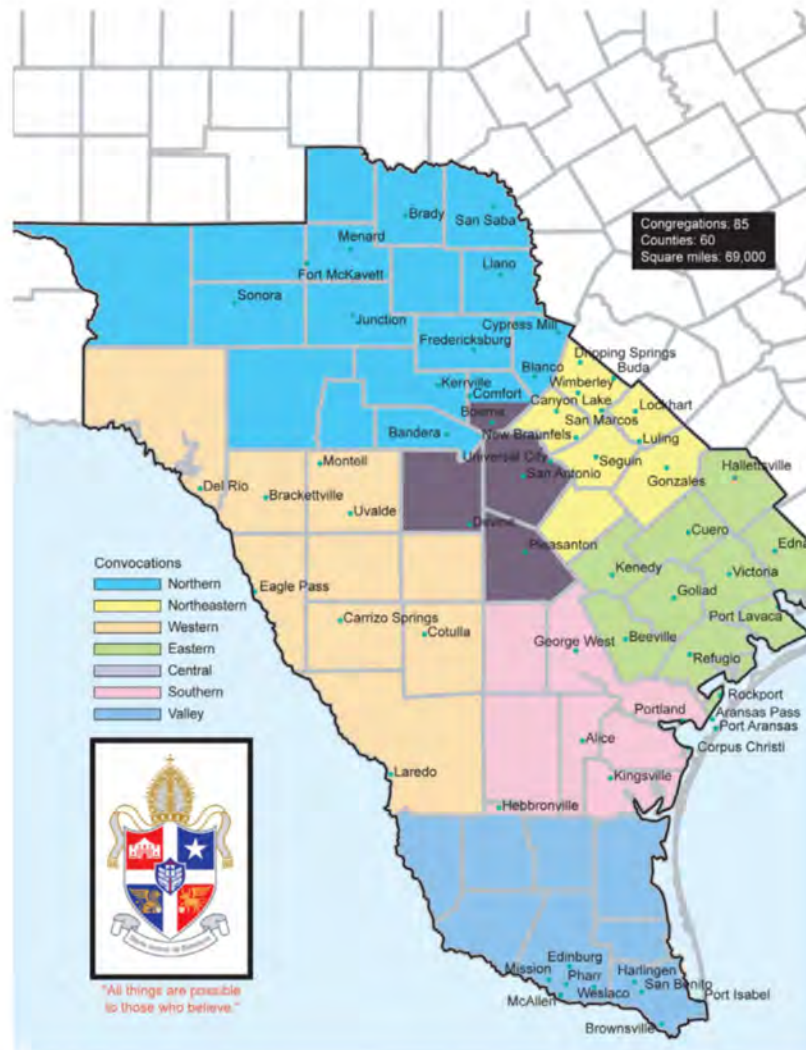 Brady
San Saba
Congregations: 85
Counties: 60
Square miles: 69,000
Menard
Fort McKavett
Llano
Sonora
Junction
Cypress Mill
Fredericksburg
Dripping Springs
Buda
Blanco
Wimberley
Kerrville
Comfort
Canyon Lake
Lockhart
Boerne
San Marcos
Bandera
New Braunfels
Luling
Universal City
Seguin
Montell
San Antonio
Gonzales
Hallettsville
Del Rio
Brackettville
Uvalde
Devine
Cuero
Edna
Pleasanton
Convocations
Northern
Northeastern
Western
Eastern
Central
Southern
Valley
Kenedy
Victoria
Eagle Pass
Goliad
Carrizo Springs
Port Lavaca
Cotulla
George West
Beeville
Refugio
Rockport
Portland
Aransas Pass
Port Aransas
Alice
Corpus Christi
Laredo
Kingsville
Hebbronville
Edinburg
Mission
Pharr
Harlingen
McAllen
Weslaco
San Benito
Port Isabel
Brownsville
"All things are possible
to those who believe."